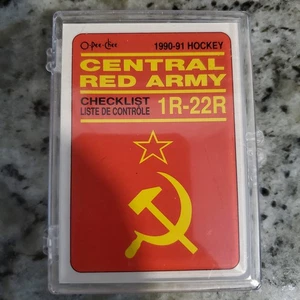 O-Pee-Chee 1990-91 HOCKEY
CENTRAL
RED ARMY
CHECKLIST
LISTE DE CONTRÔLE 1R-22R